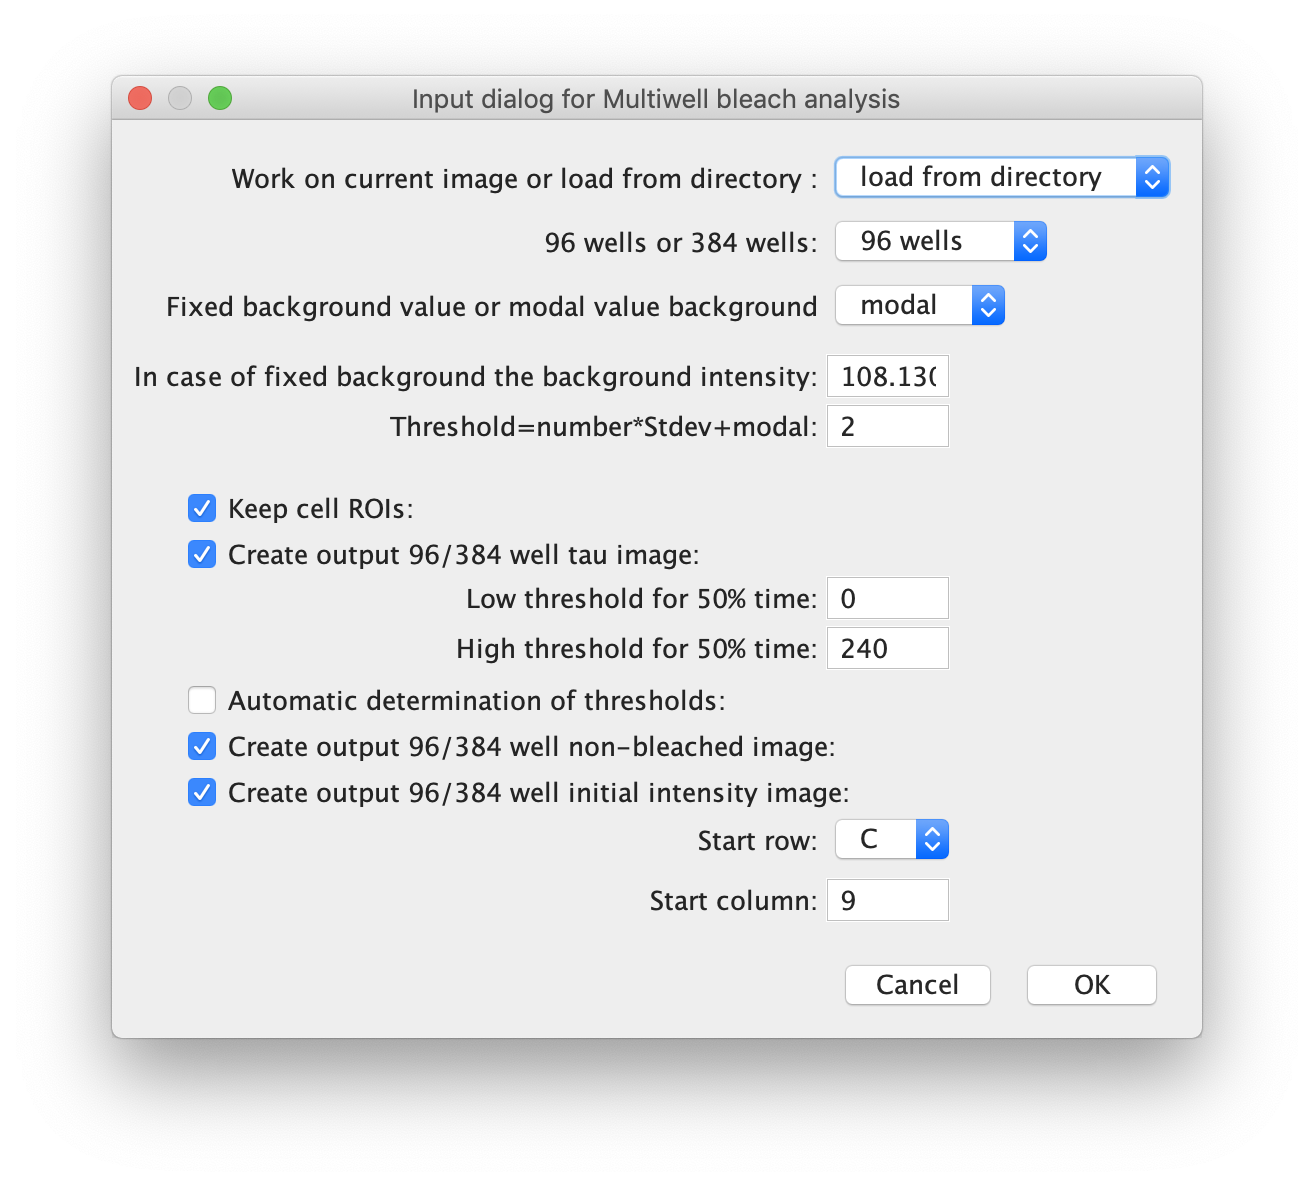 Input dialog for Multiwell bleach analysis
Work on current image or load from directory : load from directory
96 wells or 384 wells: 96 wells
Fixed background value or modal value background modal
In case of fixed background the background intensity: 108.130
Threshold=number*Stdev+modal: 2
Keep cell ROIs:
Create output 96/384 well tau image:
Low threshold for 50% time: 0
High threshold for 50% time: 240
Automatic determination of thresholds:
Create output 96/384 well non-bleached image:
Create output 96/384 well initial intensity image:
Start row: C
Start column: 9
Cancel OK